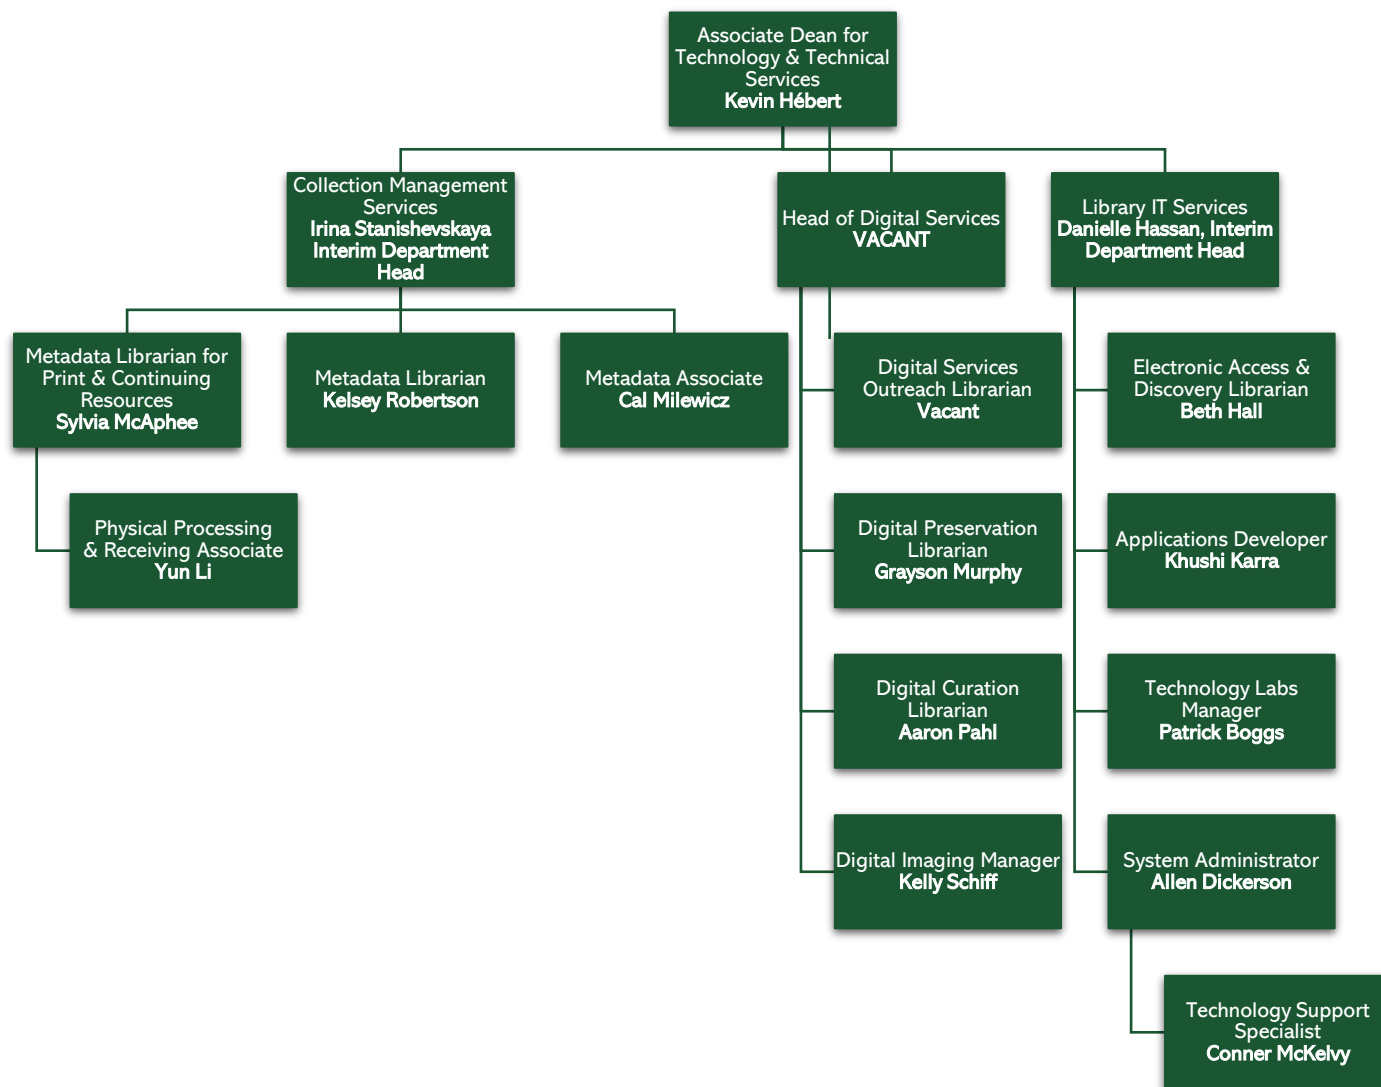 Associate Dean for
Technology & Technical
Services
Kevin Hébert
Collection Management
Services
Irina Stanishevskaya
Interim Department
Head
Head of Digital Services
VACANT
Library IT Services
Danielle Hassan, Interim
Department Head
Metadata Librarian for
Print & Continuing
Resources
Sylvia McAphee
Metadata Librarian
Kelsey Robertson
Metadata Associate
Cal Milewicz
Digital Services
Outreach Librarian
Vacant
Electronic Access &
Discovery Librarian
Beth Hall
Physical Processing
& Receiving Associate
Yun Li
Digital Preservation
Librarian
Grayson Murphy
Applications Developer
Khushi Karra
Digital Curation
Librarian
Aaron Pahl
Technology Labs
Manager
Patrick Boggs
Digital Imaging Manager
Kelly Schiff
System Administrator
Allen Dickerson
Technology Support
Specialist
Conner McKelvy